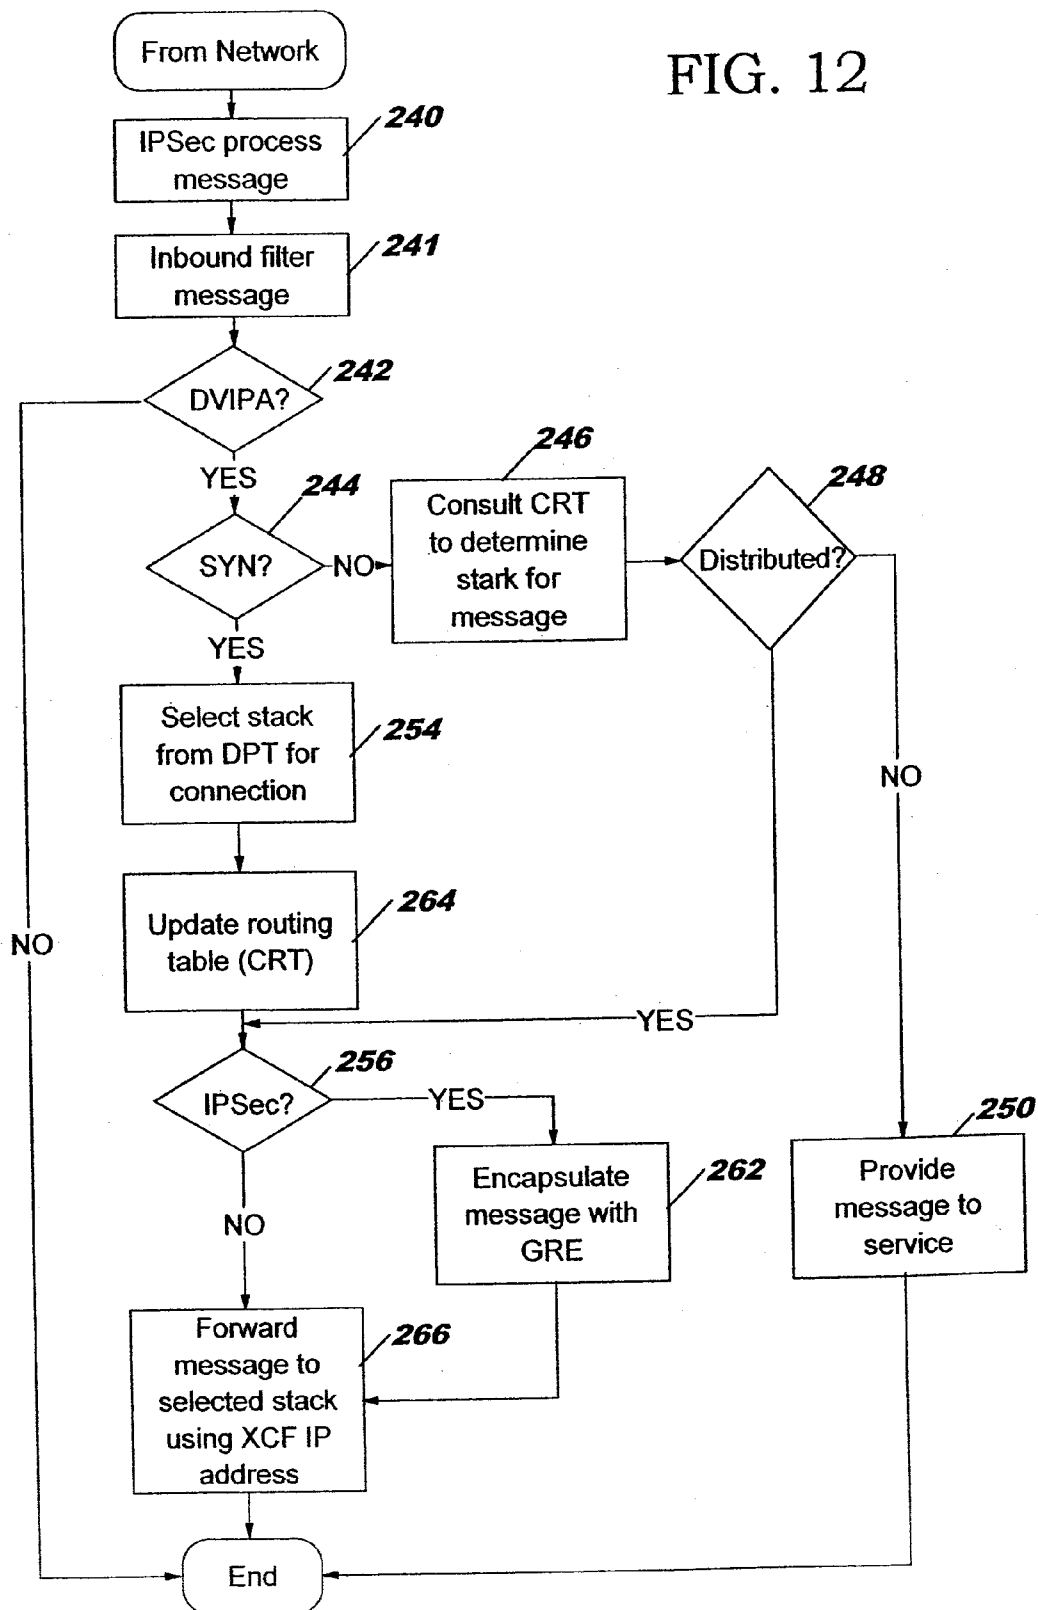 From Network
FIG. 12
240
IPSec process
message
241
Inbound filter
message
242
DVIPA?
YES
244
SYN?
NO
246
Consult CRT
to determine
stark for
message
248
Distributed?
YES
254
Select stack
from DPT for
connection
NO
264
Update routing
table (CRT)
NO
YES
256
IPSec?
YES
250
Provide
message to
service
262
Encapsulate
message with
GRE
NO
266
Forward
message to
selected stack
using XCF IP
address
End